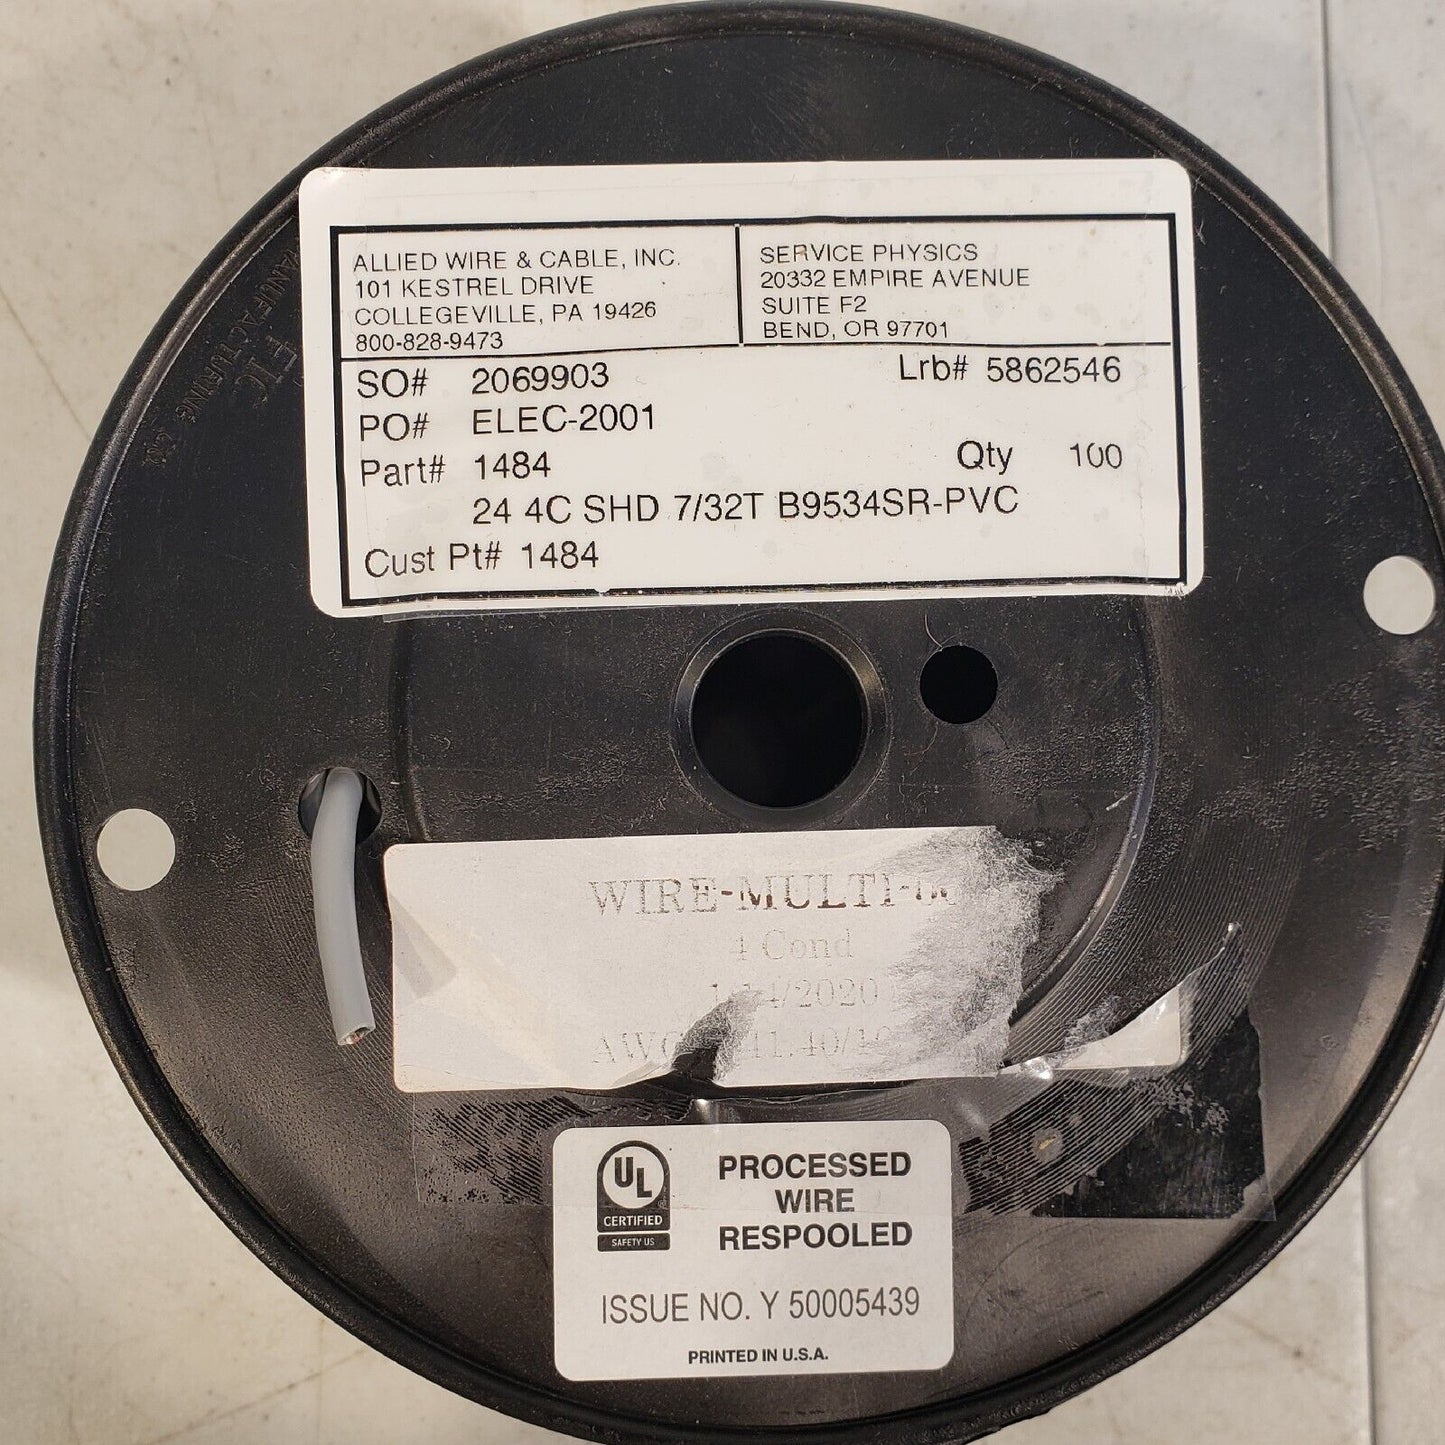 ALLIED WIRE & CABLE, INC.
101 KESTREL DRIVE
COLLEGEVILLE, PA 19426
800-828-9473
SERVICE PHYSICS
20332 EMPIRE AVENUE
SUITE F2
BEND, OR 97701
SO# 2069903 Lrb# 5862546
PO# ELEC-2001
Part# 1484 Qty 100
24 4C SHD 7/32T B9534SR-PVC
Cust Pt# 1484
MANUFACTURING
WIRE-MULTI-
4 Cond
UL
CERTIFIED
SAFETY US
PROCESSED
WIRE
RESPOOLED
ISSUE NO. Y 50005439
PRINTED IN U.S.A.